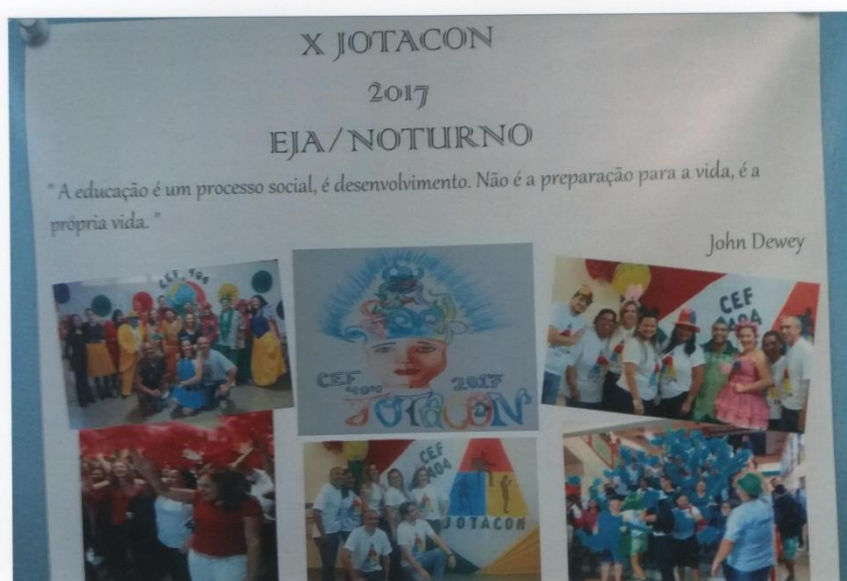 X JOTACON
2017
EJA/NOTURNO
" A educação é um processo social, é desenvolvimento. Não é a preparação para a vida, é a
própria vida. "
John Dewey
CEF 404
CEF 404 2017
JOTACON
CEF
404
CEF
404
JOTACON